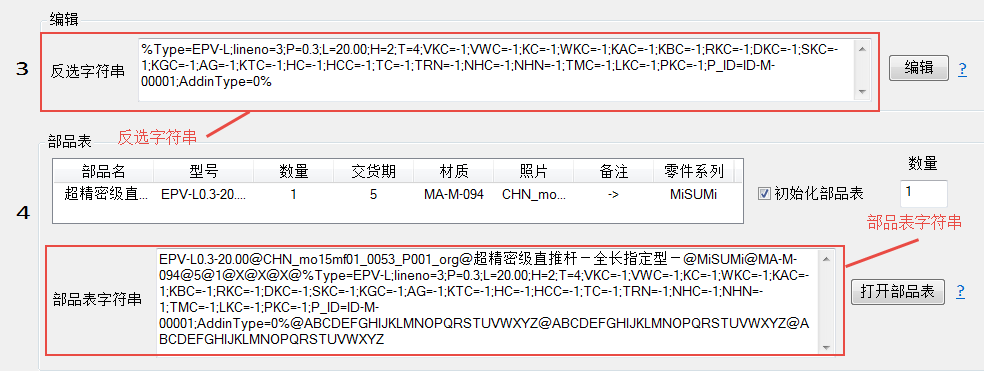 编辑
3
反选字符串
%Type=EPV-L;lineno=3;P=0.3;L=20.00;H=2;T=4;VKC=-1;VWC=-1;KC=-1;WKC=-1;KAC=-1;KBC=-1;RKC=-1;DKC=-1;SKC=-
1;KGC=-1;AG=-1;KTC=-1;HC=-1;HCC=-1;TC=-1;TRN=-1;NHC=-1;NHN=-1;TMC=-1;LKC=-1;PKC=-1;P_ID=ID-M-
00001;AddinType=0%
编辑
?
反选字符串
部品表
4
部品名 型号 数量 交货期 材质 照片 备注 零件系列
超精密级直... EPV-L0.3-20.... 1 5 MA-M-094 CHN_mo... -> MiSUMi
初始化部品表
数量
1
部品表字符串
部品表字符串
EPV-L0.3-20.00@CHN_mo15mf01_0053_P001_org@超精密级直推杆－全长指定型－@MiSUMi@MA-M-
094@5@1@X@X@X@%Type=EPV-L;lineno=3;P=0.3;L=20.00;H=2;T=4;VKC=-1;VWC=-1;KC=-1;WKC=-1;KAC=-
1;KBC=-1;RKC=-1;DKC=-1;SKC=-1;KGC=-1;AG=-1;KTC=-1;HC=-1;HCC=-1;TC=-1;TRN=-1;NHC=-1;NHN=-
1;TMC=-1;LKC=-1;PKC=-1;P_ID=ID-M-
00001;AddinType=0%@ABCDEFGHIJKLMNOPQRSTUVWXYZ@ABCDEFGHIJKLMNOPQRSTUVWXYZ@A
BCDEFGHIJKLMNOPQRSTUVWXYZ
打开部品表
?